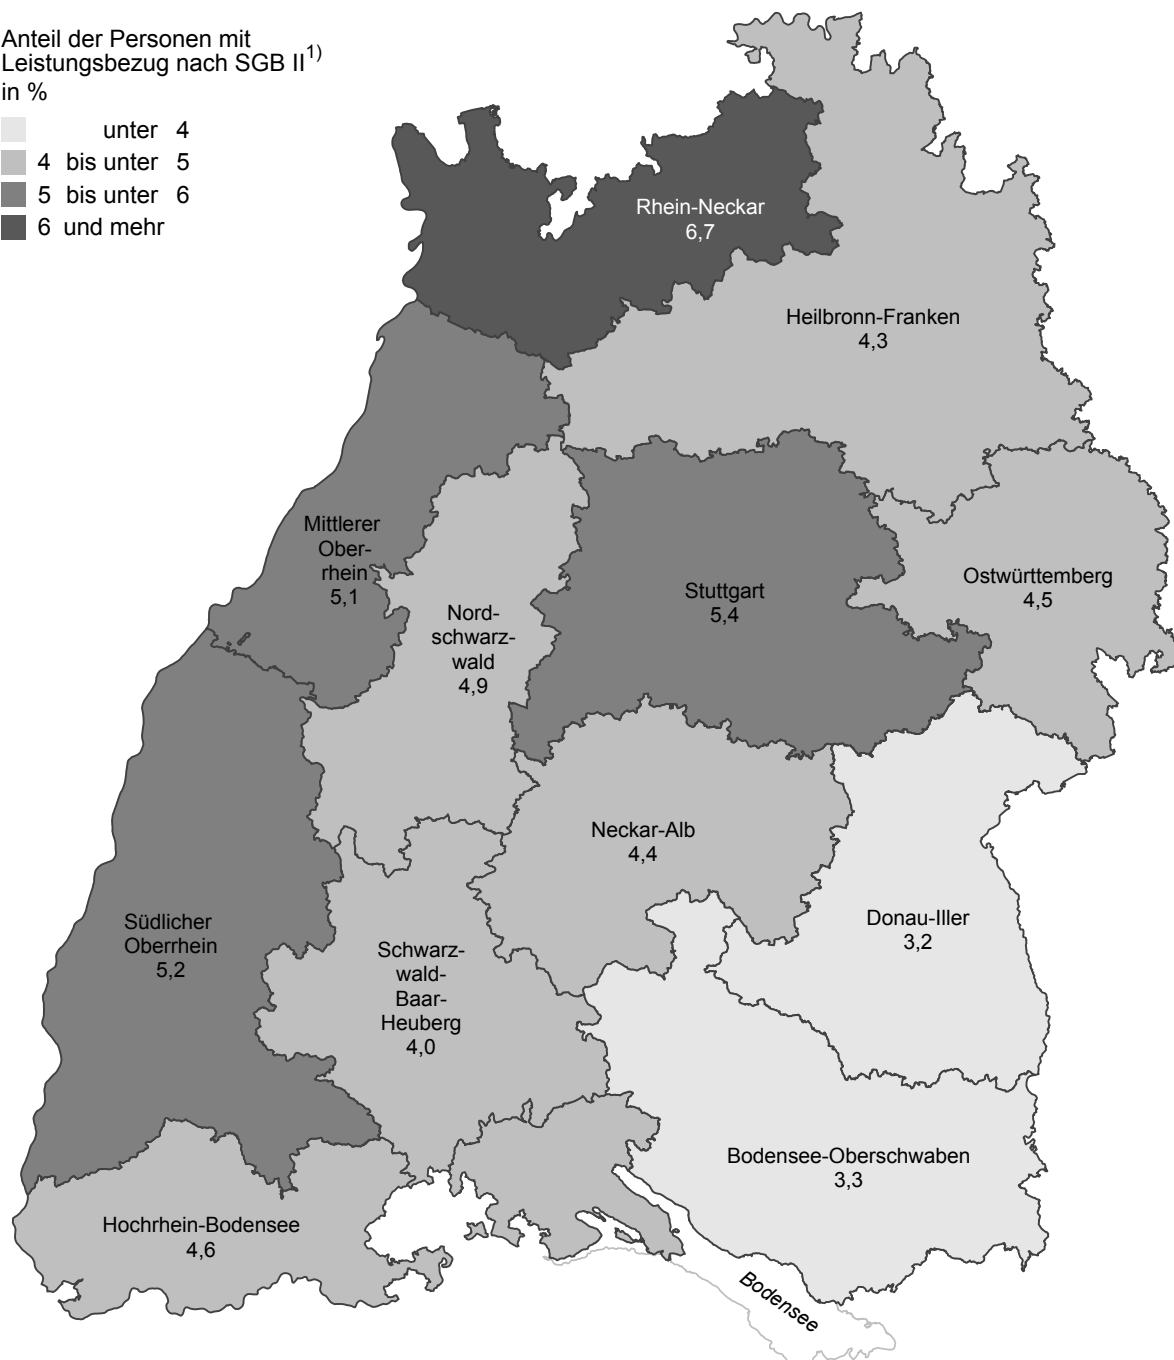 Anteil der Personen mit
Leistungsbezug nach SGB II1)
in %
unter 4
4 bis unter 5
5 bis unter 6
6 und mehr
Rhein-Neckar
6,7
Heilbronn-Franken
4,3
Mittlerer
Ober-
rhein
5,1
Nord-
schwarz-
wald
4,9
Stuttgart
5,4
Ostwürttemberg
4,5
Neckar-Alb
4,4
Donau-Iller
3,2
Südlicher
Oberrhein
5,2
Schwarz-
wald-
Baar-
Heuberg
4,0
Bodensee-Oberschwaben
3,3
Hochrhein-Bodensee
4,6
Bodensee